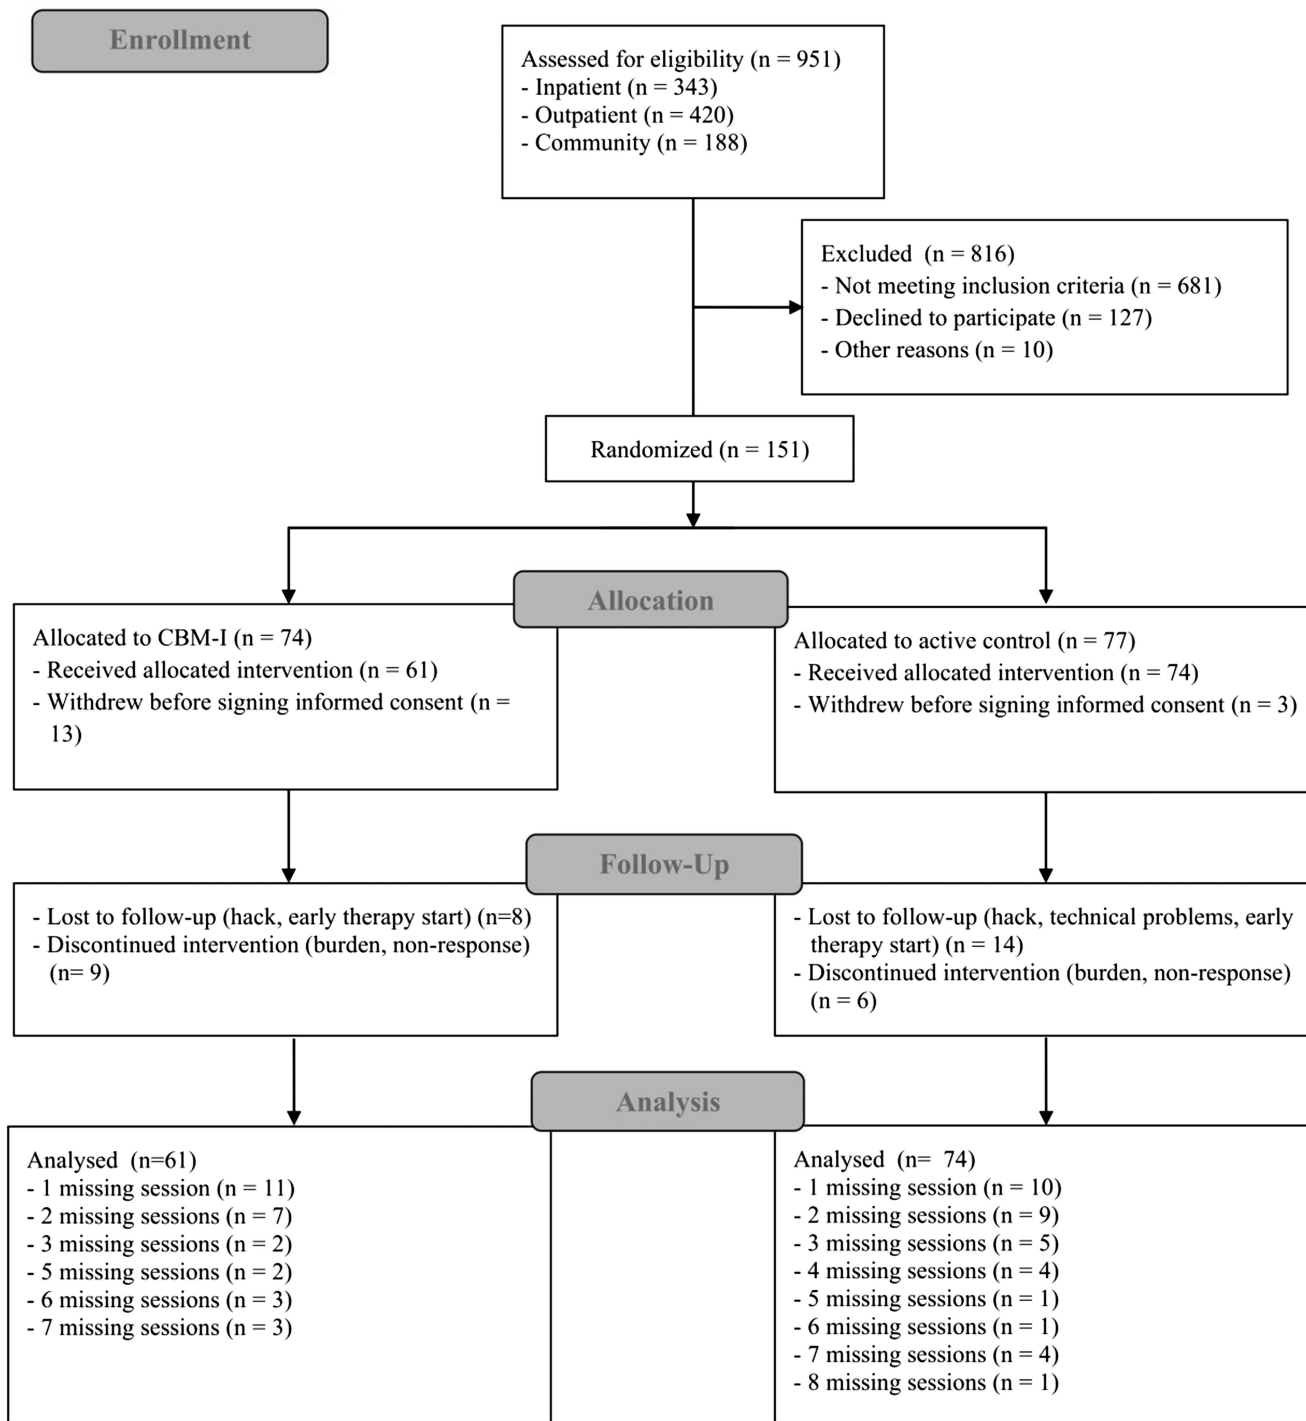 Enrollment
Assessed for eligibility (n = 951)
- Inpatient (n = 343)
- Outpatient (n = 420)
- Community (n = 188)
Excluded (n = 816)
- Not meeting inclusion criteria (n = 681)
- Declined to participate (n = 127)
- Other reasons (n = 10)
Randomized (n = 151)
Allocation
Allocated to CBM-I (n = 74)
- Received allocated intervention (n = 61)
- Withdrew before signing informed consent (n =
13)
Allocated to active control (n = 77)
- Received allocated intervention (n = 74)
- Withdrew before signing informed consent (n = 3)
Follow-Up
- Lost to follow-up (hack, early therapy start) (n=8)
- Discontinued intervention (burden, non-response)
(n= 9)
- Lost to follow-up (hack, technical problems, early
therapy start) (n = 14)
- Discontinued intervention (burden, non-response)
(n = 6)
Analysis
Analysed (n=61)
- 1 missing session (n = 11)
- 2 missing sessions (n = 7)
- 3 missing sessions (n = 2)
- 5 missing sessions (n = 2)
- 6 missing sessions (n = 3)
- 7 missing sessions (n = 3)
Analysed (n= 74)
- 1 missing session (n = 10)
- 2 missing sessions (n = 9)
- 3 missing sessions (n = 5)
- 4 missing sessions (n = 4)
- 5 missing sessions (n = 1)
- 6 missing sessions (n = 1)
- 7 missing sessions (n = 4)
- 8 missing sessions (n = 1)